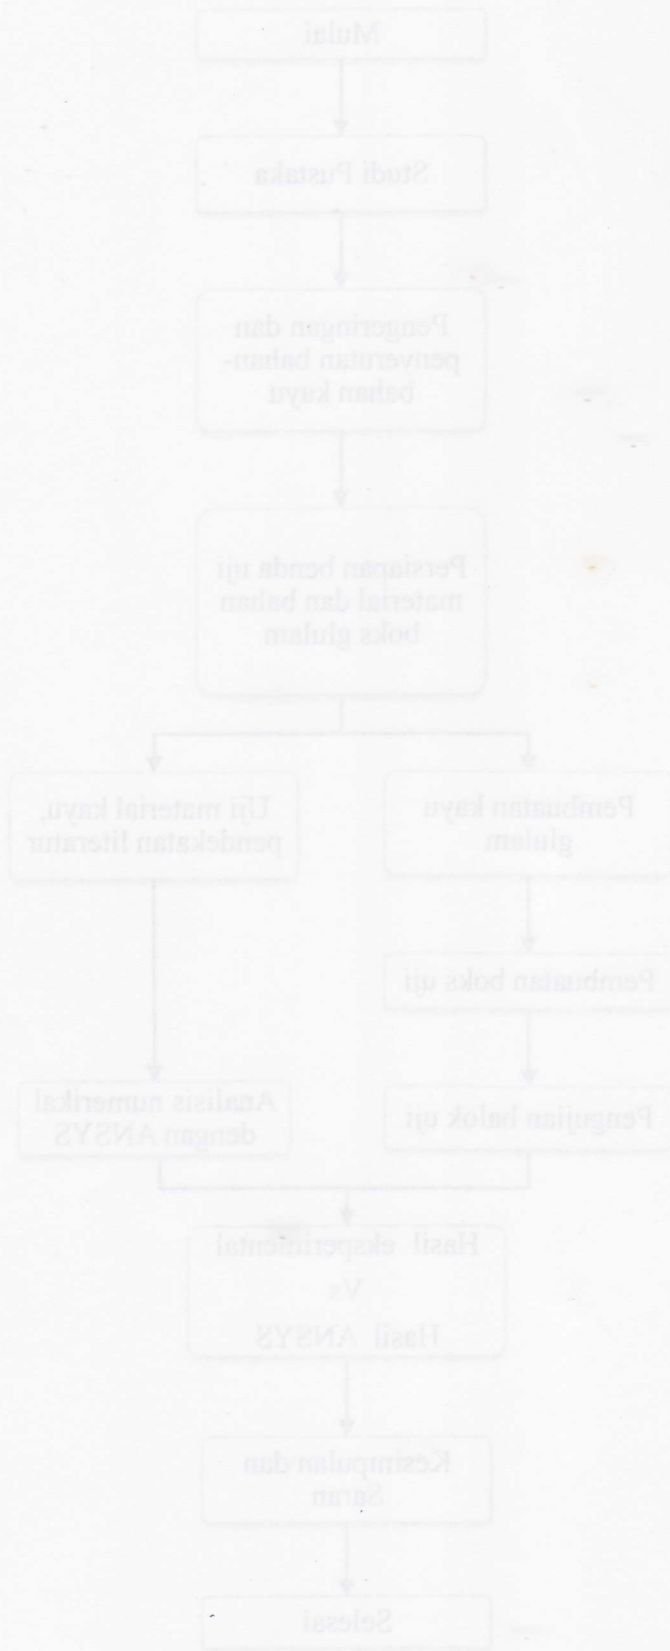 Mulai
Studi Pustaka
Pengeringan dan
penyerutan bahan-
bahan kayu
Persiapan benda uji
material dan bahan
boks glulam
Uji material kayu,
pendekatan literatur
Pembuatan kayu
glulam
Pembuatan boks uji
Analisis numerikal
dengan ANSYS
Pengujian balok uji
Hasil eksperimental
Vs
Hasil ANSYS
Kesimpulan dan
Saran
Selesai